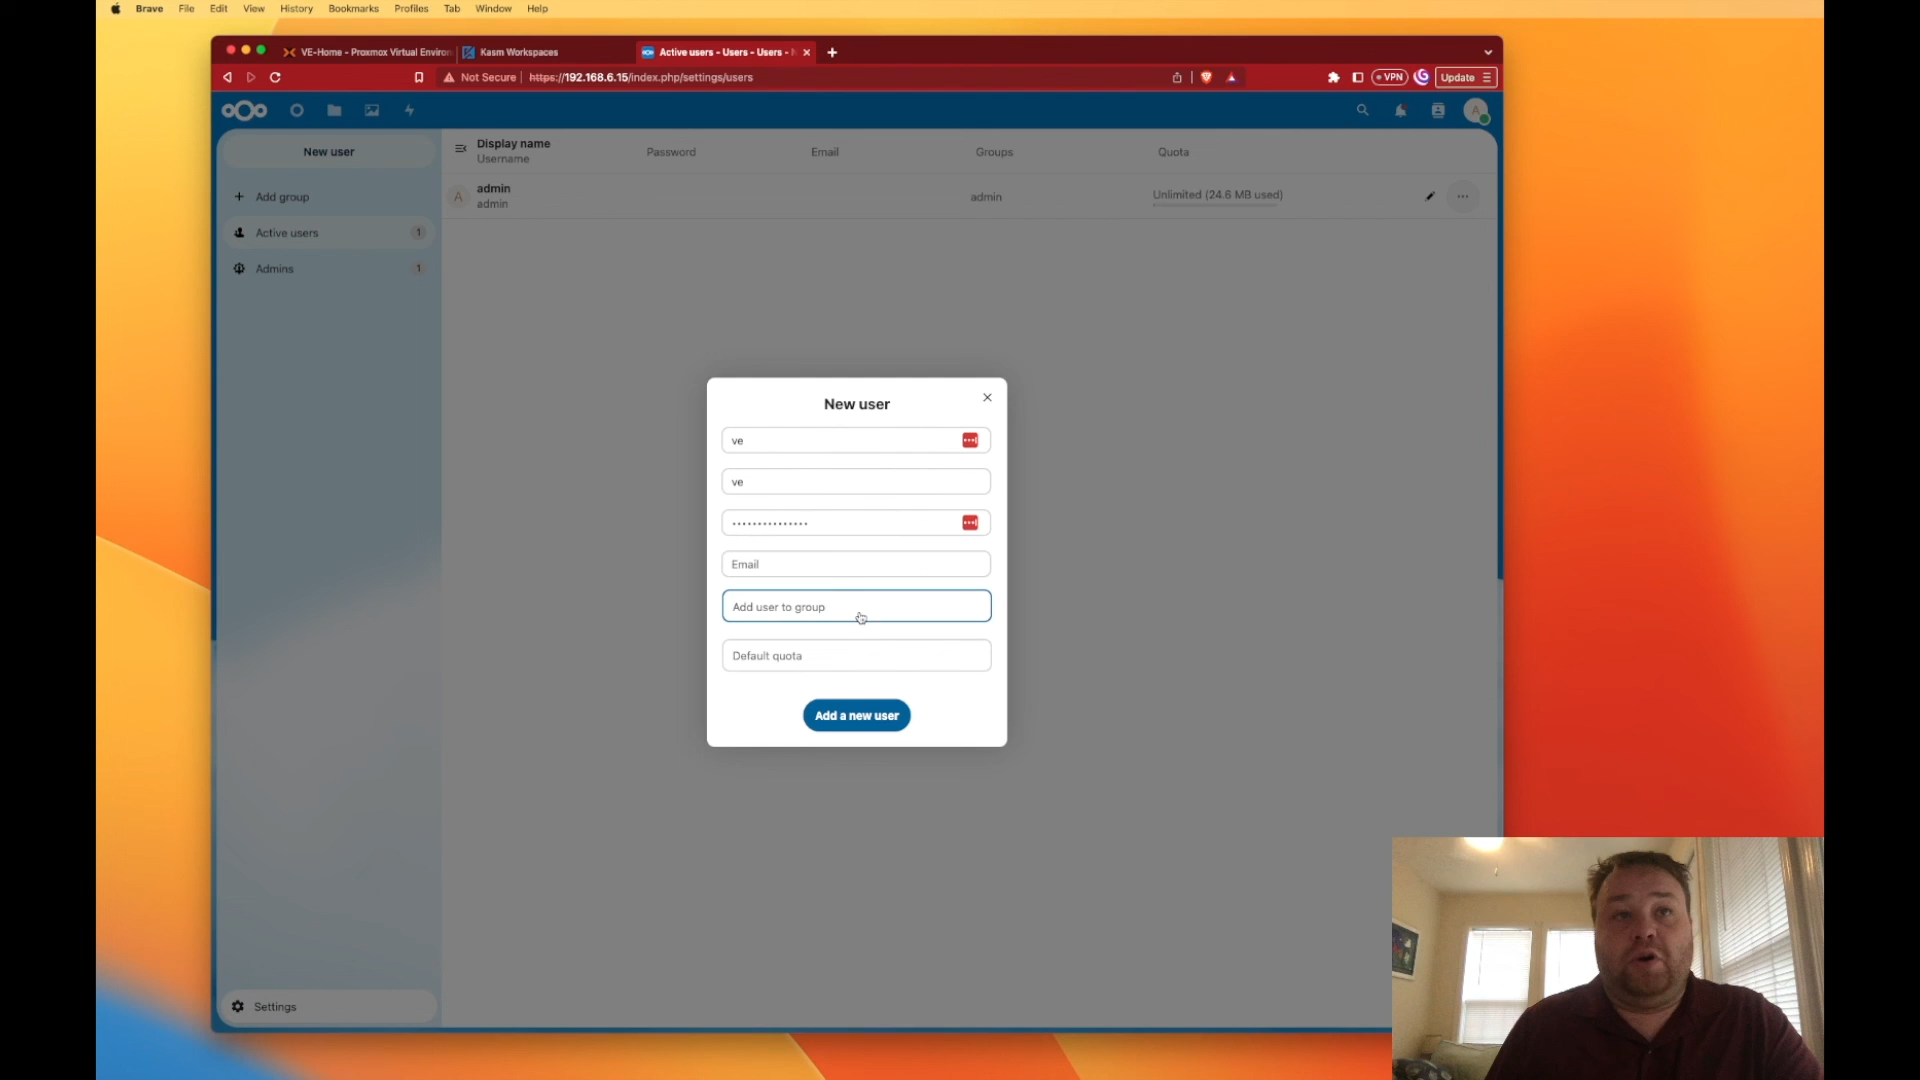 Brave File Edit View History Bookmarks Profiles Tab Window Help
VE-Home - Proxmox Virtual Environ
Kasm Workspaces
Active users - Users - Users -
Not Secure https://192.168.6.15/index.php/settings/users
VPN
Update
New user
Display name
Username
Password
Email
Groups
Quota
A
Add group
A
admin
admin
admin
Unlimited (24.6 MB used)
Active users 1
Admins 1
New user
ve
ve
Email
Add user to group
Default quota
Add a new user
Settings